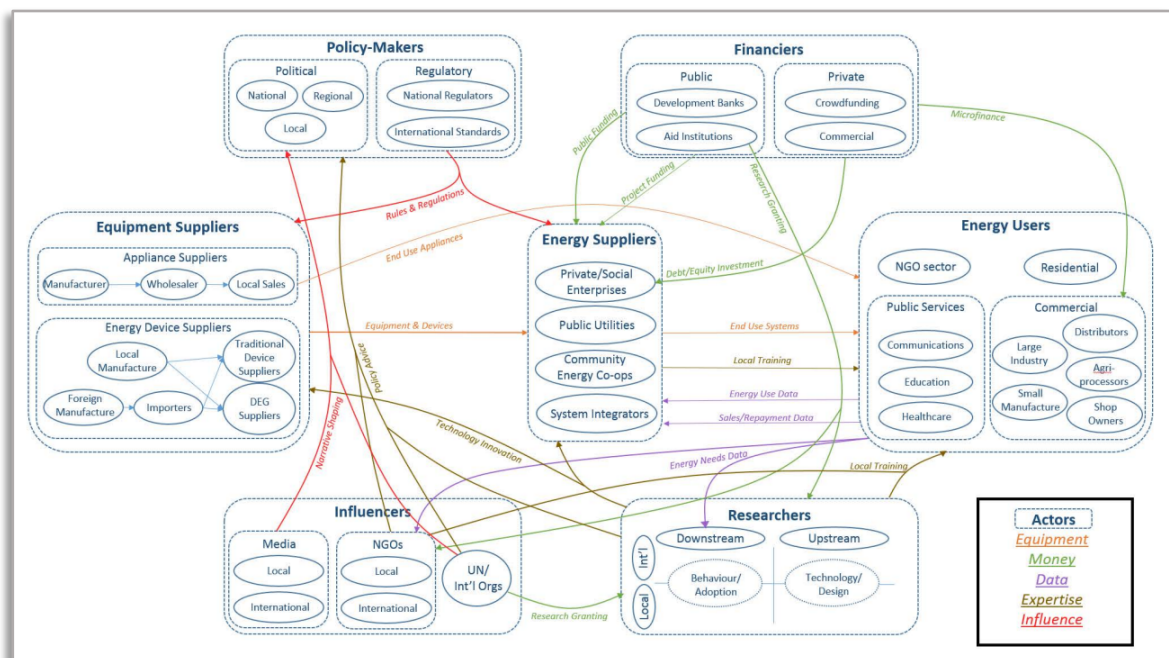 Policy-Makers
Political
National
Regional
Local
Regulatory
National Regulators
International Standards
Financiers
Public
Development Banks
Aid Institutions
Private
Crowdfunding
Commercial
Public Funding
Project Funding
Research Granting
Microfinance
Rules & Regulations
End Use Appliances
Debt/Equity Investment
Equipment Suppliers
Appliance Suppliers
Manufacturer
Wholesaler
Local Sales
Energy Device Suppliers
Local
Manufacture
Traditional
Device
Suppliers
Foreign
Manufacture
Importers
DEG
Suppliers
Equipment & Devices
Energy Suppliers
Private/Social
Enterprises
Public Utilities
Community
Energy Co-ops
System Integrators
End Use Systems
Local Training
Energy Use Data
Sales/Repayment Data
Energy Users
NGO sector
Residential
Public Services
Communications
Education
Healthcare
Commercial
Distributors
Large
Industry
Agri-
processors
Small
Manufacture
Shop
Owners
Narrative Shaping
Policy Advice
Technology Innovation
Energy Needs Data
Local Training
Influencers
Media
Local
International
NGOs
Local
International
UN/
Int'l Orgs
Research Granting
Researchers
Int'l
Local
Downstream
Upstream
Behaviour/
Adoption
Technology/
Design
Actors
Equipment
Money
Data
Expertise
Influence